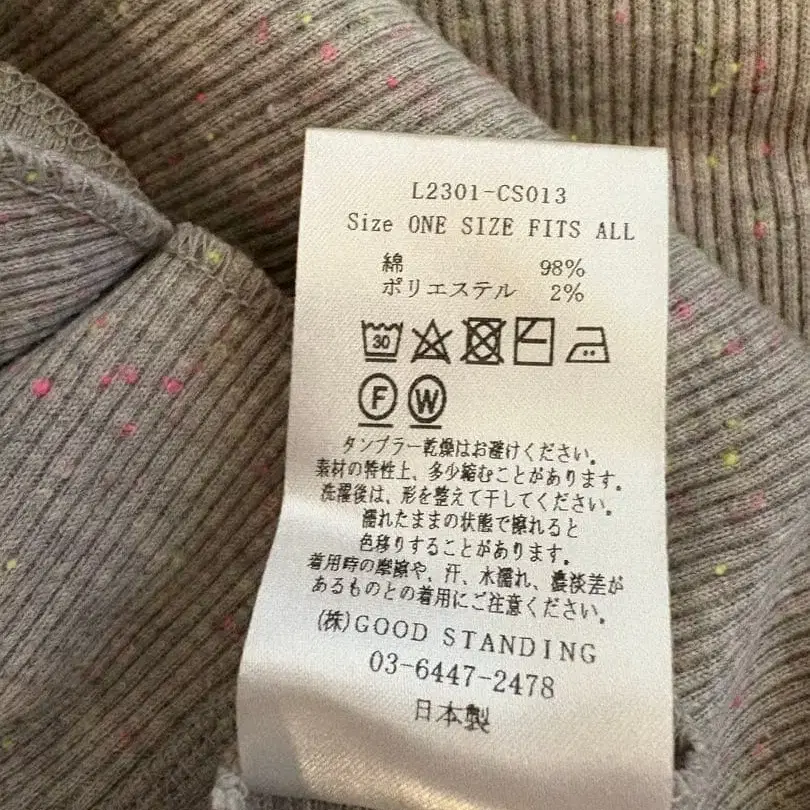 L2301-CS013
Size ONE SIZE FITS ALL
綿 98%
ポリエステル 2%
30
F W
タンブラー乾燥はお避けください。
素材の特性上、多少縮むことがあります。
洗濯後は、形を整えて干してください。
濡れたままの状態で擦れると
色移りすることがあります。
着用時の摩擦や、汗、水濡れ、濃淡差が
あるものとの着用にご注意ください。
(株)GOOD STANDING
03-6447-2478
日本製